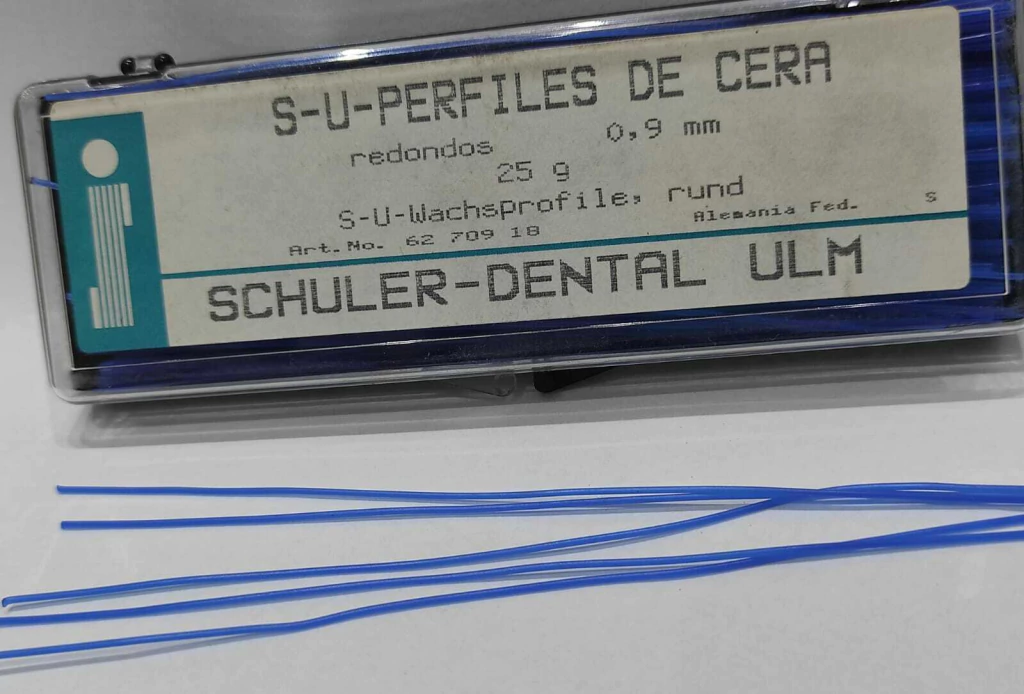 S-U-PERFILES DE CERA
redondos 0,9 mm
25 g
S-U-Wachsprofile, rund
Art. No. 62 709 18 Alemania Fed. S
SCHULER-DENTAL ULM